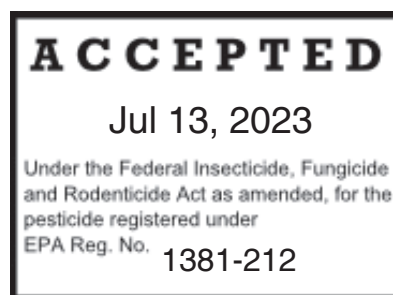 ACCEPTED
Jul 13, 2023
Under the Federal Insecticide, Fungicide
and Rodenticide Act as amended, for the
pesticide registered under
EPA Reg. No. 1381-212